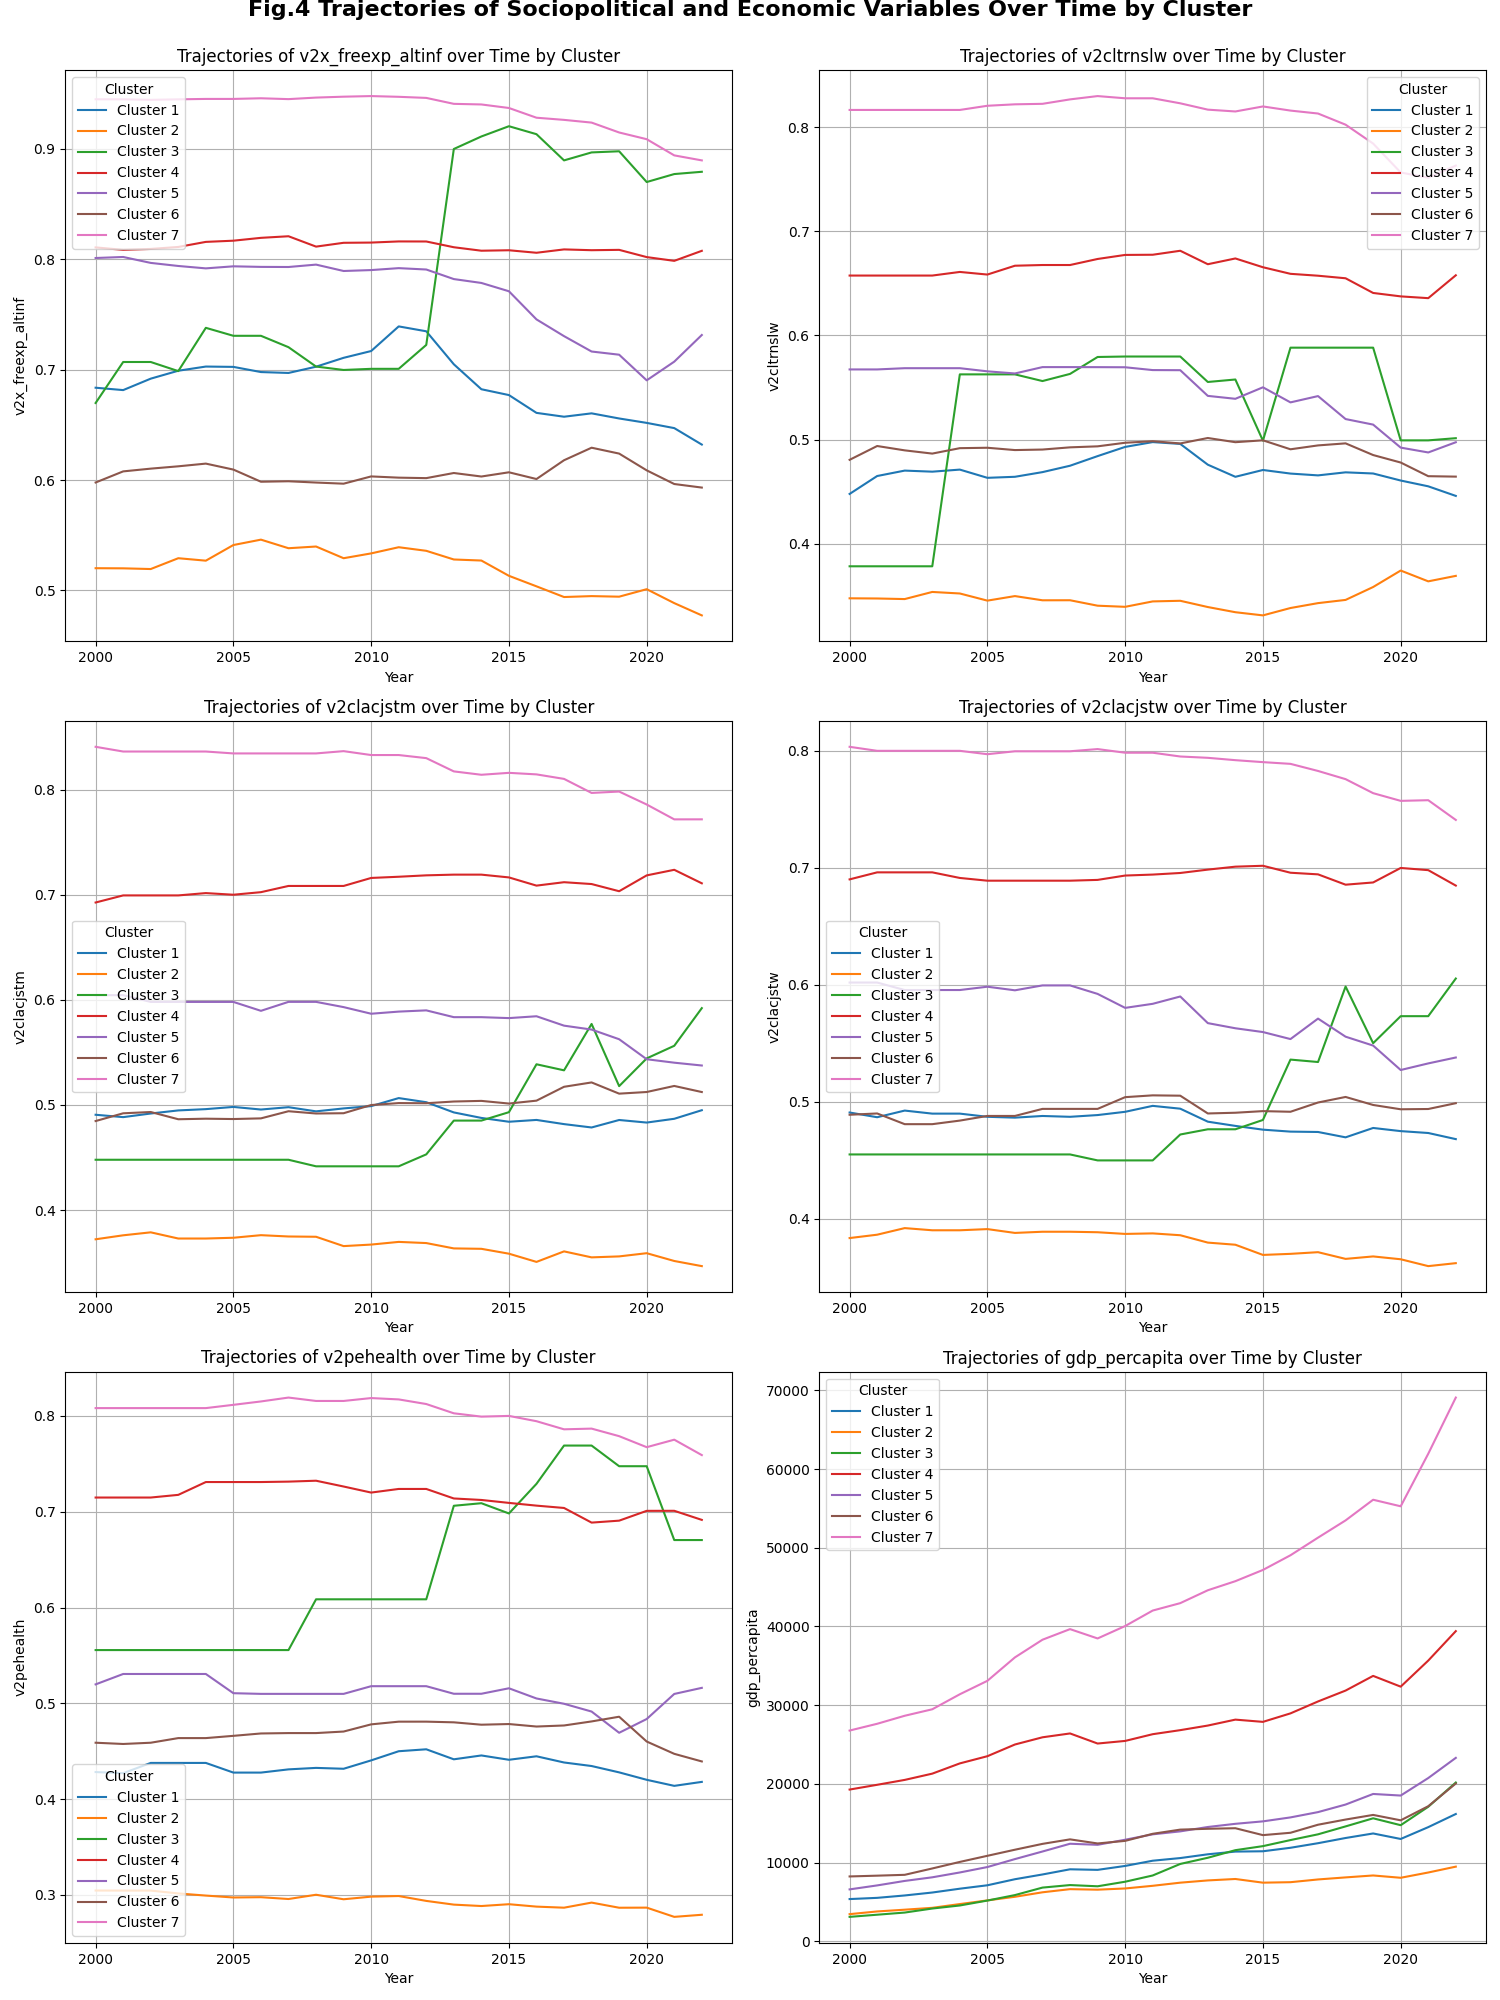 Fig.4 Trajectories of Sociopolitical and Economic Variables Over Time by Cluster
Trajectories of v2x_freexp_altinf over Time by Cluster
v2x_freexp_altinf
0.9
0.8
0.7
0.6
0.5
Cluster
Cluster 1
Cluster 2
Cluster 3
Cluster 4
Cluster 5
Cluster 6
Cluster 7
2000 2005 2010 2015 2020
Year
Trajectories of v2cltrnslw over Time by Cluster
v2cltrnslw
0.8
0.7
0.6
0.5
0.4
Cluster
Cluster 1
Cluster 2
Cluster 3
Cluster 4
Cluster 5
Cluster 6
Cluster 7
2000 2005 2010 2015 2020
Year
Trajectories of v2clacjstm over Time by Cluster
v2clacjstm
0.8
0.7
0.6
0.5
0.4
Cluster
Cluster 1
Cluster 2
Cluster 3
Cluster 4
Cluster 5
Cluster 6
Cluster 7
2000 2005 2010 2015 2020
Year
Trajectories of v2clacjstw over Time by Cluster
v2clacjstw
0.8
0.7
0.6
0.5
0.4
Cluster
Cluster 1
Cluster 2
Cluster 3
Cluster 4
Cluster 5
Cluster 6
Cluster 7
2000 2005 2010 2015 2020
Year
Trajectories of v2pehealth over Time by Cluster
v2pehealth
0.8
0.7
0.6
0.5
0.4
0.3
Cluster
Cluster 1
Cluster 2
Cluster 3
Cluster 4
Cluster 5
Cluster 6
Cluster 7
2000 2005 2010 2015 2020
Year
Trajectories of gdp_percapita over Time by Cluster
gdp_percapita
70000
60000
50000
40000
30000
20000
10000
0
Cluster
Cluster 1
Cluster 2
Cluster 3
Cluster 4
Cluster 5
Cluster 6
Cluster 7
2000 2005 2010 2015 2020
Year